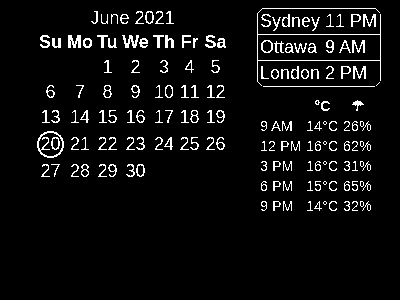 June 2021
Su Mo Tu We Th Fr Sa
1 2 3 4 5
6 7 8 9 10 11 12
13 14 15 16 17 18 19
20 21 22 23 24 25 26
27 28 29 30
Sydney 11 PM
Ottawa 9 AM
London 2 PM
°C ☂
9 AM 14°C 26%
12 PM 16°C 62%
3 PM 16°C 31%
6 PM 15°C 65%
9 PM 14°C 32%